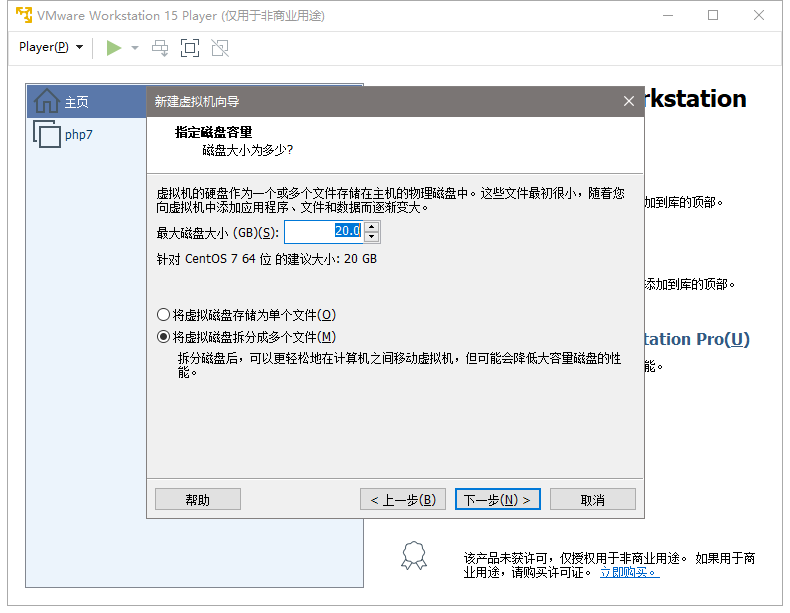 VMware Workstation 15 Player (仅用于非商业用途)
Player(P)
主页
php7
rkstation
加到库的顶部。
添加到库的顶部。
tation Pro(U)
能。
新建虚拟机向导
指定磁盘容量
磁盘大小为多少?
虚拟机的硬盘作为一个或多个文件存储在主机的物理磁盘中。这些文件最初很小，随着您
向虚拟机中添加应用程序、文件和数据而逐渐变大。
最大磁盘大小 (GB)(S): 20.0
针对 CentOS 7 64 位 的建议大小: 20 GB
将虚拟磁盘存储为单个文件(O)
将虚拟磁盘拆分成多个文件(M)
拆分磁盘后，可以更轻松地在计算机之间移动虚拟机，但可能会降低大容量磁盘的性
能。
帮助 < 上一步(B) 下一步(N) > 取消
该产品未获许可，仅授权用于非商业用途。 如果用于商
业用途，请购买许可证。 立即购买。